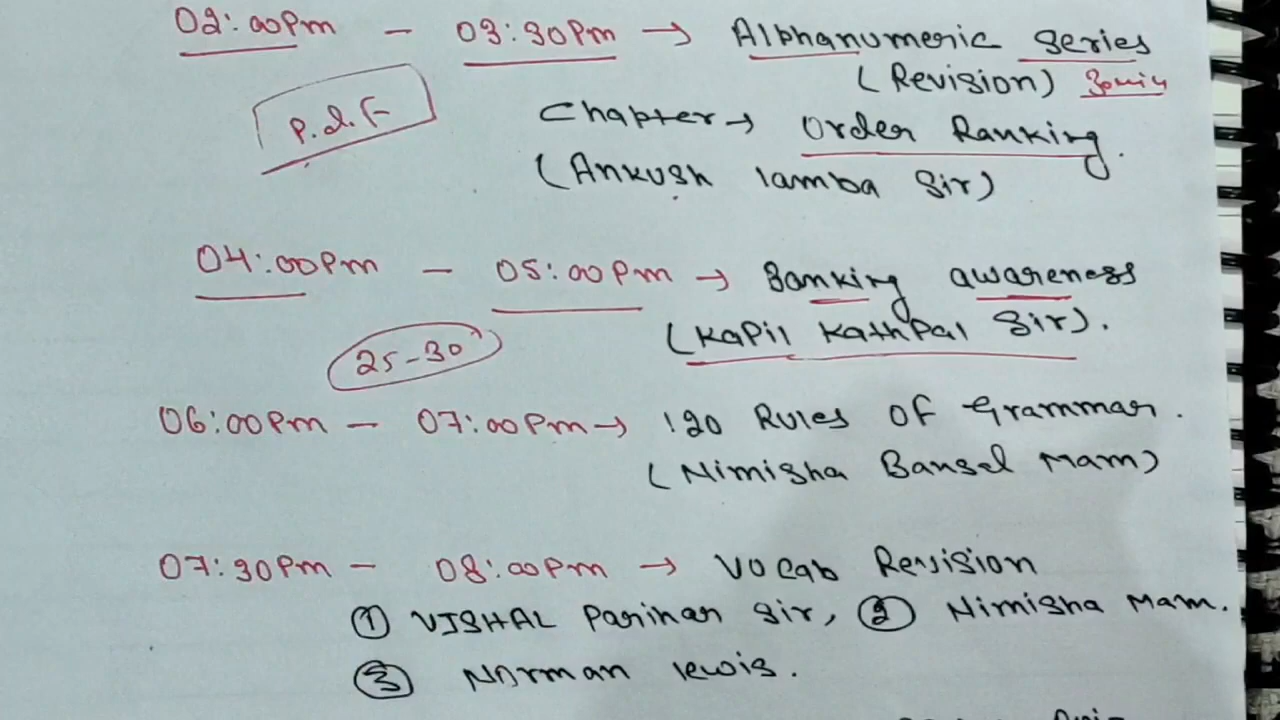 02:00Pm - 03:30Pm → Alphanumeric Series
(Revision) 30min
P.d.F
Chapter → Order Ranking.
(Ankush lamba Sir)
04:00Pm - 05:00Pm → Banking awareness
(Kapil Kathpal Sir).
25-30
06:00Pm - 07:00Pm → 120 Rules Of Grammar.
(Nimisha Bansal Mam)
07:30Pm - 08:00Pm → Vocab Revision
① VISHAL Parihar Sir, ② Nimisha Mam.
③ Norman lewis.